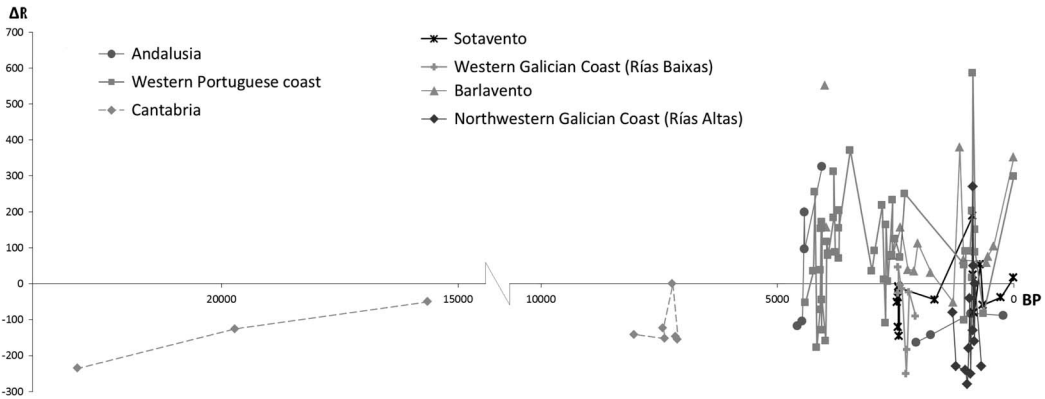 ΔR
700
600
500
400
300
200
100
0
-100
-200
-300
Andalusia
Western Portuguese coast
Cantabria
Sotavento
Western Galician Coast (Rías Baixas)
Barlavento
Northwestern Galician Coast (Rías Altas)
20000 15000 10000 5000 0 BP